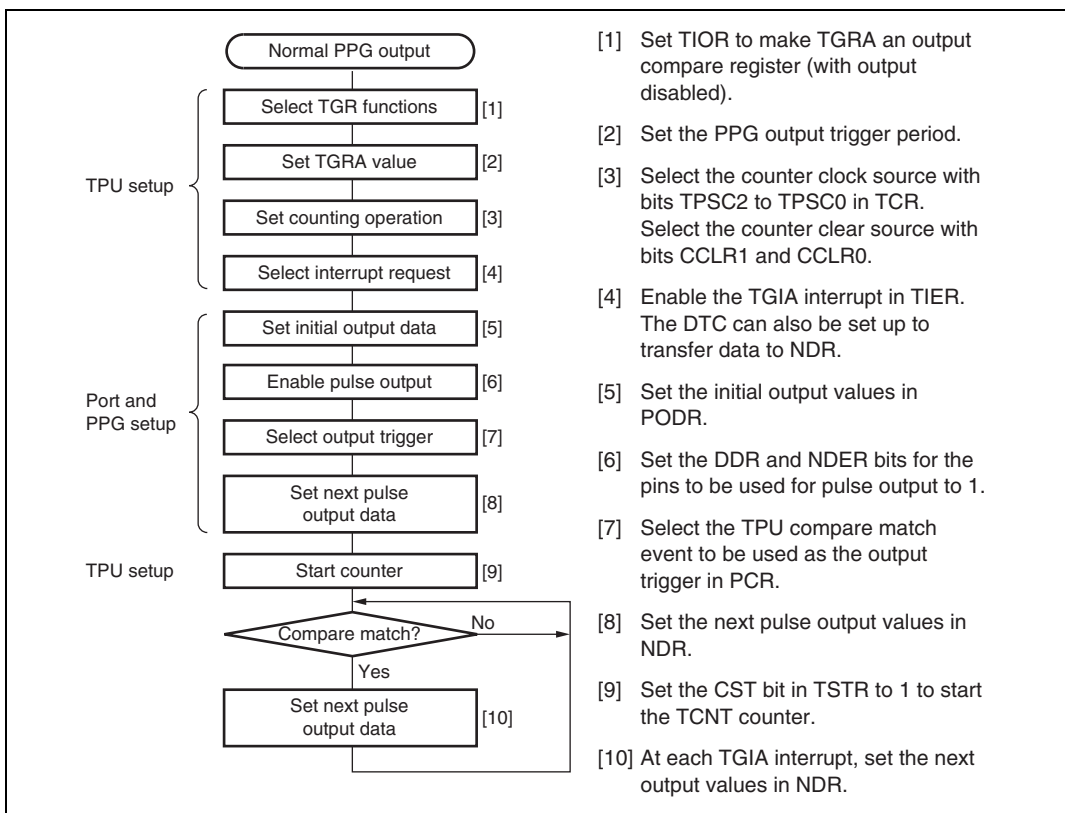 Normal PPG output
Select TGR functions [1]
Set TGRA value [2]
TPU setup
Set counting operation [3]
Select interrupt request [4]
Set initial output data [5]
Enable pulse output [6]
Port and
PPG setup
Select output trigger [7]
Set next pulse
output data
[8]
TPU setup
Start counter [9]
Compare match?
No
Yes
Set next pulse
output data
[10]
[1] Set TIOR to make TGRA an output
compare register (with output
disabled).
[2] Set the PPG output trigger period.
[3] Select the counter clock source with
bits TPSC2 to TPSC0 in TCR.
Select the counter clear source with
bits CCLR1 and CCLR0.
[4] Enable the TGIA interrupt in TIER.
The DTC can also be set up to
transfer data to NDR.
[5] Set the initial output values in
PODR.
[6] Set the DDR and NDER bits for the
pins to be used for pulse output to 1.
[7] Select the TPU compare match
event to be used as the output
trigger in PCR.
[8] Set the next pulse output values in
NDR.
[9] Set the CST bit in TSTR to 1 to start
the TCNT counter.
[10] At each TGIA interrupt, set the next
output values in NDR.